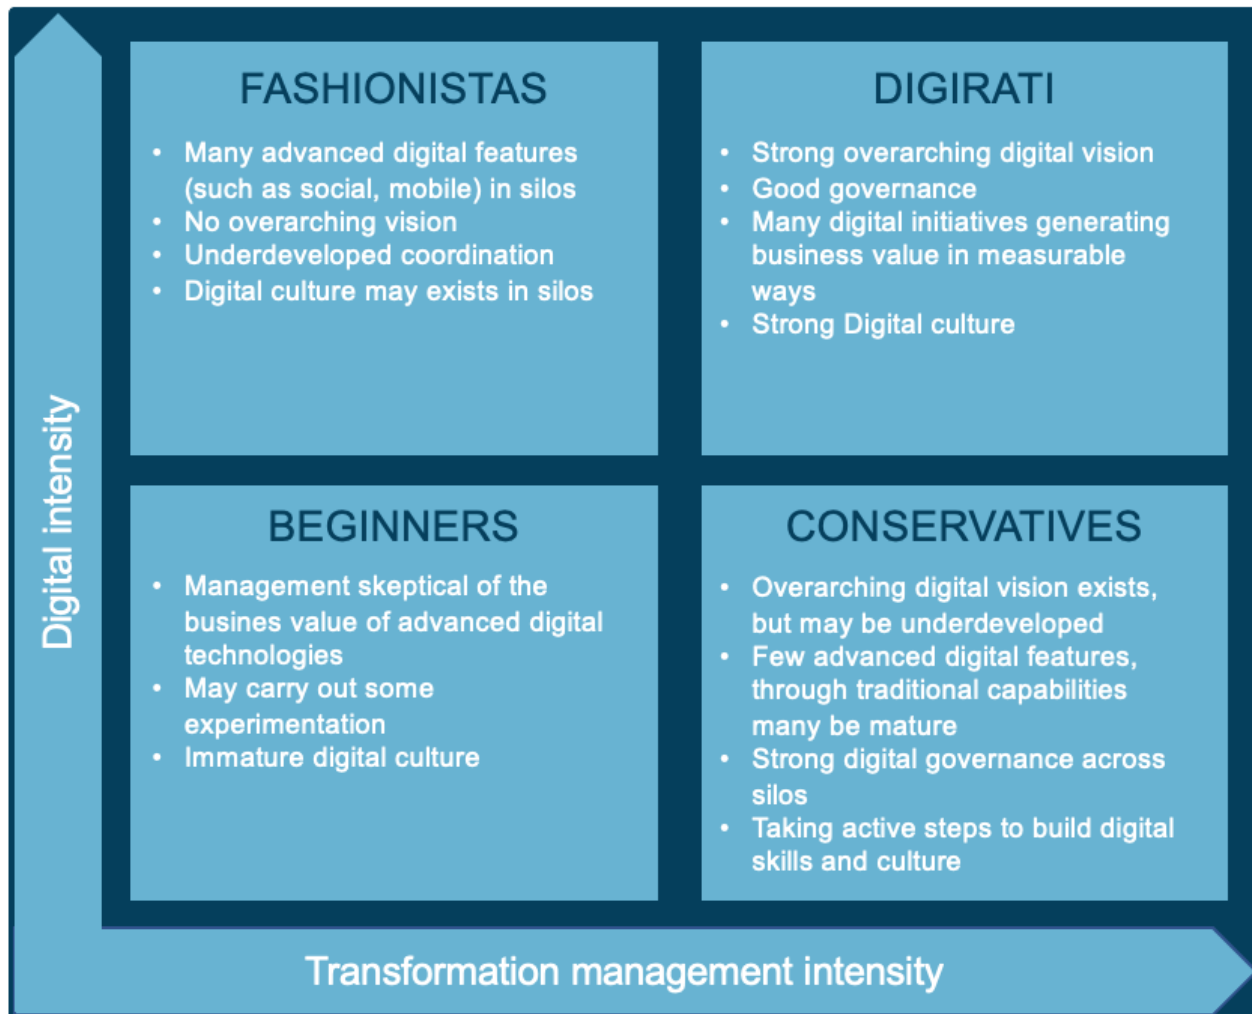 FASHIONISTAS
• Many advanced digital features
(such as social, mobile) in silos
• No overarching vision
• Underdeveloped coordination
• Digital culture may exists in silos
DIGIRATI
• Strong overarching digital vision
• Good governance
• Many digital initiatives generating
business value in measurable
ways
• Strong Digital culture
Digital intensity
BEGINNERS
• Management skeptical of the
busines value of advanced digital
technologies
• May carry out some
experimentation
• Immature digital culture
CONSERVATIVES
• Overarching digital vision exists,
but may be underdeveloped
• Few advanced digital features,
through traditional capabilities
many be mature
• Strong digital governance across
silos
• Taking active steps to build digital
skills and culture
Transformation management intensity